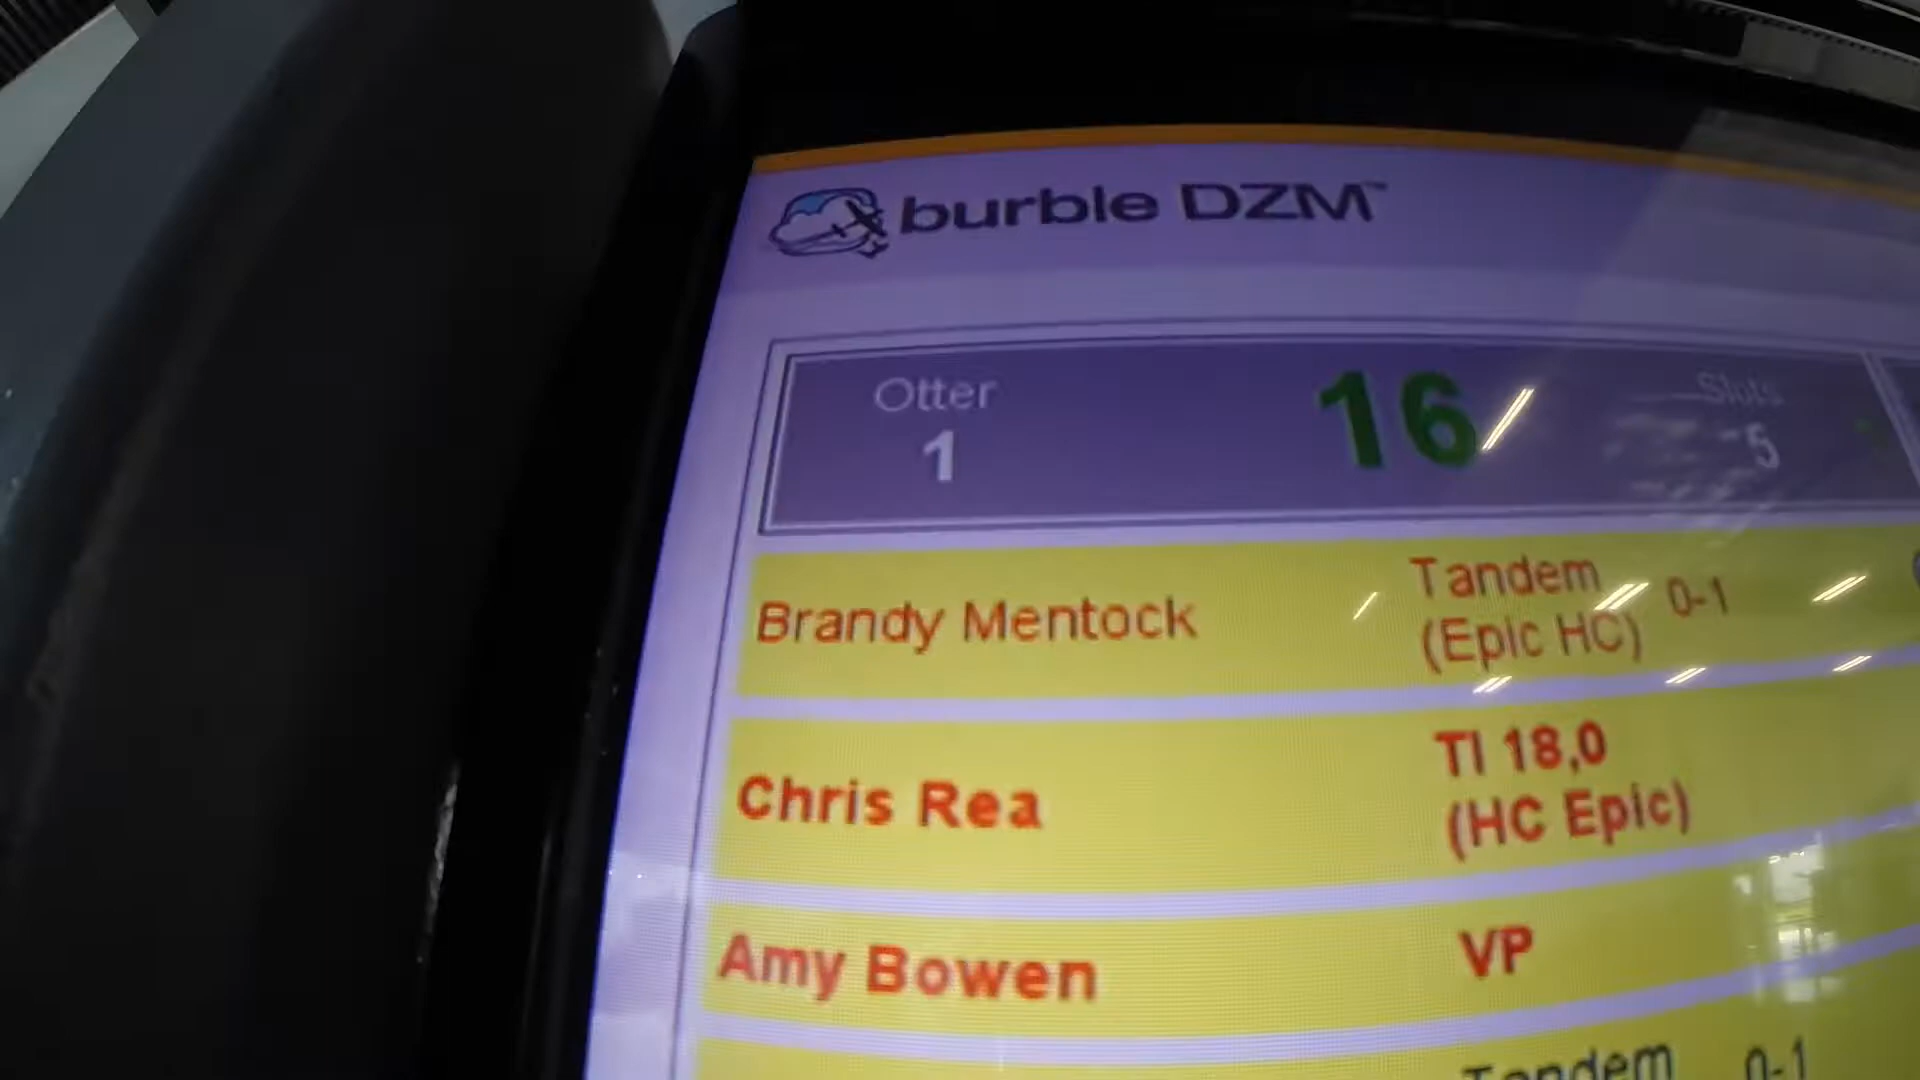 burble DZM™
Otter 16 Slots
1 5
Brandy Mentock Tandem (Epic HC) 0-1
Chris Rea TI 18,0 (HC Epic)
Amy Bowen VP
Tandem 0-1